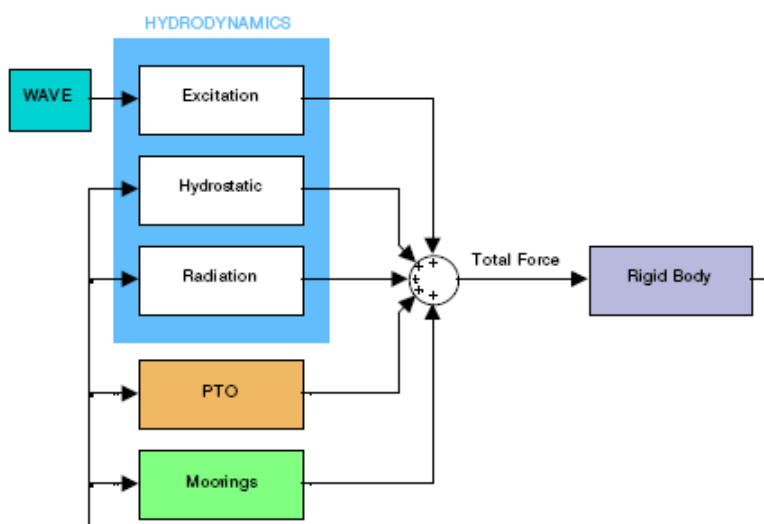 HYDRODYNAMICS
WAVE
Excitation
Hydrostatic
Radiation
Total Force
Rigid Body
PTO
Moorings
+
+
+
+
+